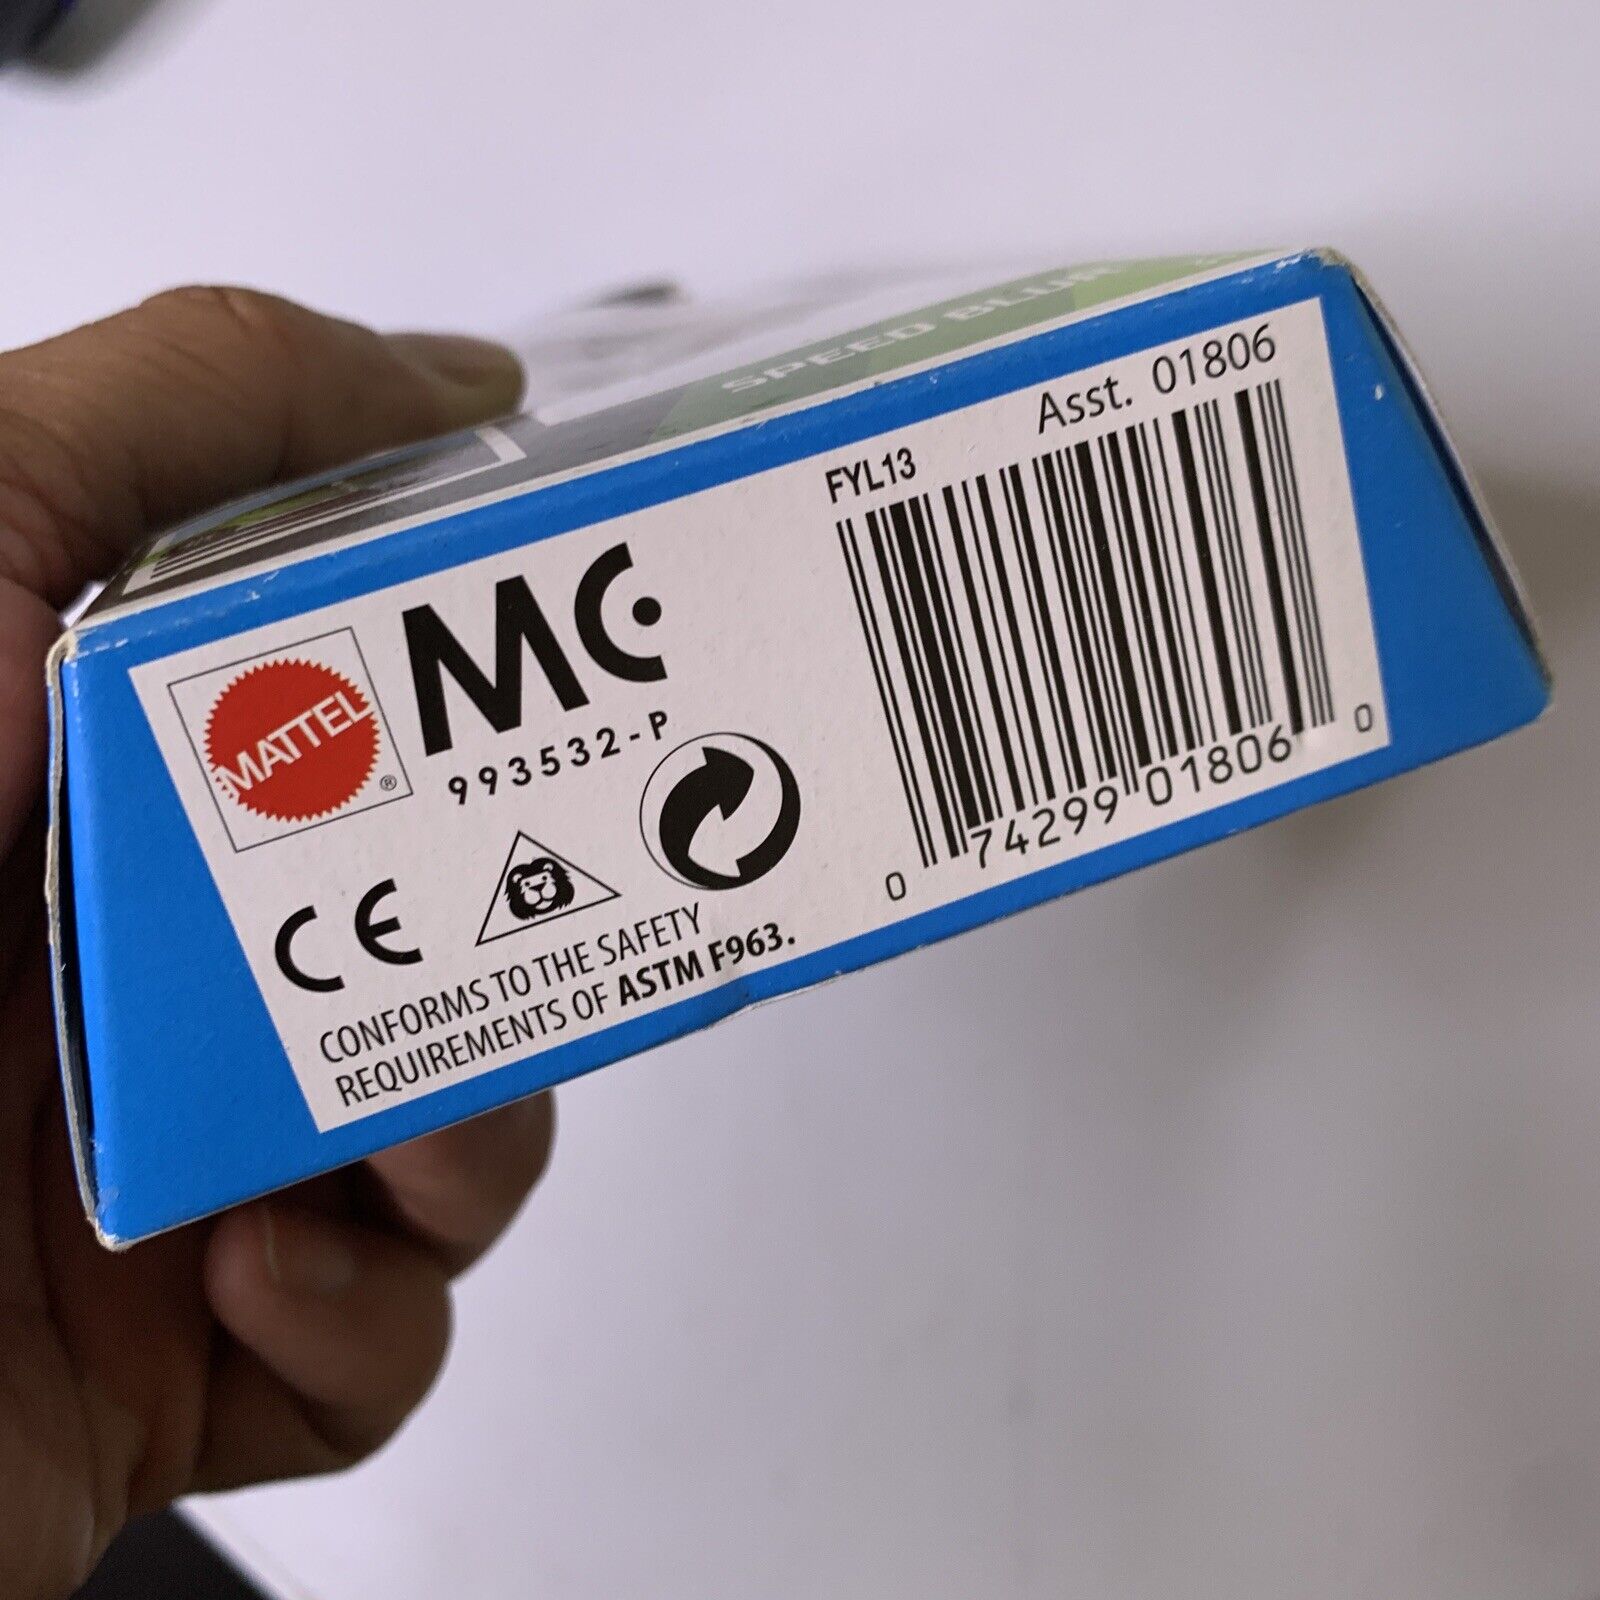 SPEED BLUR
Asst. 01806
FYL13
MC
MATTEL
®
993532-P
CE
CONFORMS TO THE SAFETY
REQUIREMENTS OF ASTM F963.
0 74299 01806 0